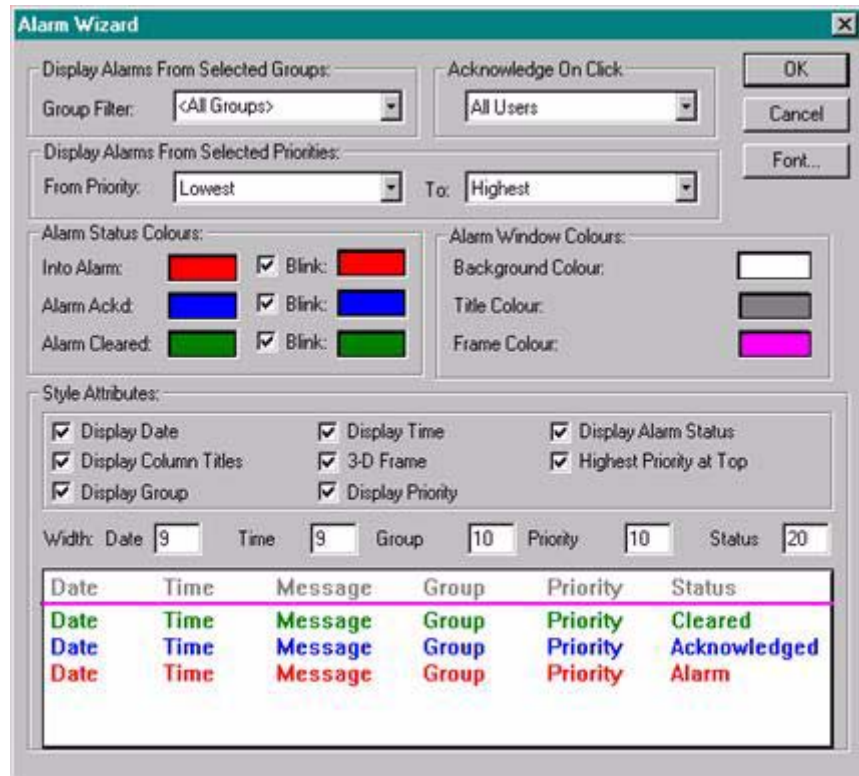 Alarm Wizard
Display Alarms From Selected Groups:
Group Filter: <All Groups>
Acknowledge On Click
All Users
OK
Cancel
Font...
Display Alarms From Selected Priorities:
From Priority: Lowest To: Highest
Alarm Status Colours:
Into Alarm: Blink:
Alarm Ackd: Blink:
Alarm Cleared: Blink:
Alarm Window Colours:
Background Colour:
Title Colour:
Frame Colour:
Style Attributes:
Display Date Display Time Display Alarm Status
Display Column Titles 3-D Frame Highest Priority at Top
Display Group Display Priority
Width: Date 9 Time 9 Group 10 Priority 10 Status 20
Date Time Message Group Priority Status
Date Time Message Group Priority Cleared
Date Time Message Group Priority Acknowledged
Date Time Message Group Priority Alarm